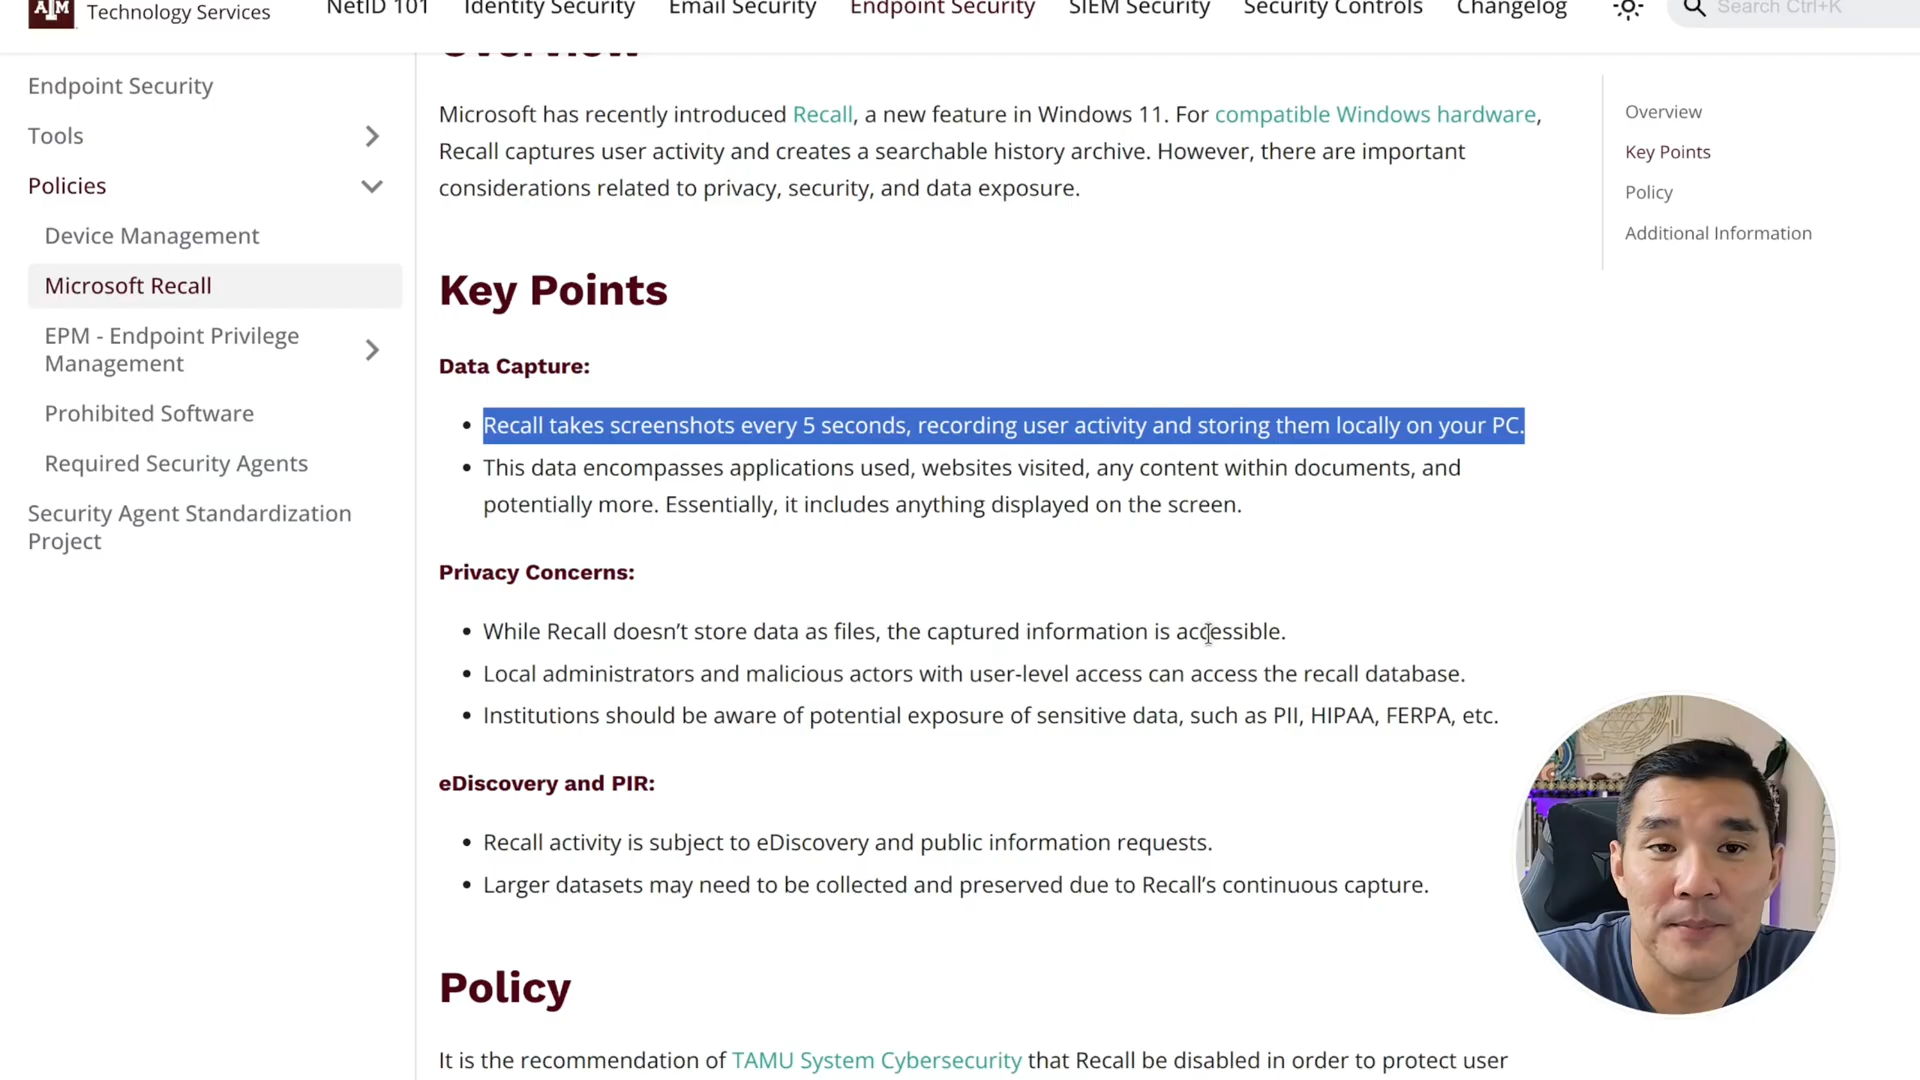 ATM
Technology Services
NetID 101
Identity Security
Email Security
Endpoint Security
SIEM Security
Security Controls
Changelog
Search Ctrl+K
Endpoint Security
Tools
Policies
Device Management
Microsoft Recall
EPM - Endpoint Privilege
Management
Prohibited Software
Required Security Agents
Security Agent Standardization
Project
Overview
Microsoft has recently introduced Recall, a new feature in Windows 11. For compatible Windows hardware,
Recall captures user activity and creates a searchable history archive. However, there are important
considerations related to privacy, security, and data exposure.
Key Points
Data Capture:
• Recall takes screenshots every 5 seconds, recording user activity and storing them locally on your PC.
• This data encompasses applications used, websites visited, any content within documents, and
potentially more. Essentially, it includes anything displayed on the screen.
Privacy Concerns:
• While Recall doesn’t store data as files, the captured information is accessible.
• Local administrators and malicious actors with user-level access can access the recall database.
• Institutions should be aware of potential exposure of sensitive data, such as PII, HIPAA, FERPA, etc.
eDiscovery and PIR:
• Recall activity is subject to eDiscovery and public information requests.
• Larger datasets may need to be collected and preserved due to Recall’s continuous capture.
Policy
It is the recommendation of TAMU System Cybersecurity that Recall be disabled in order to protect user
Overview
Key Points
Policy
Additional Information